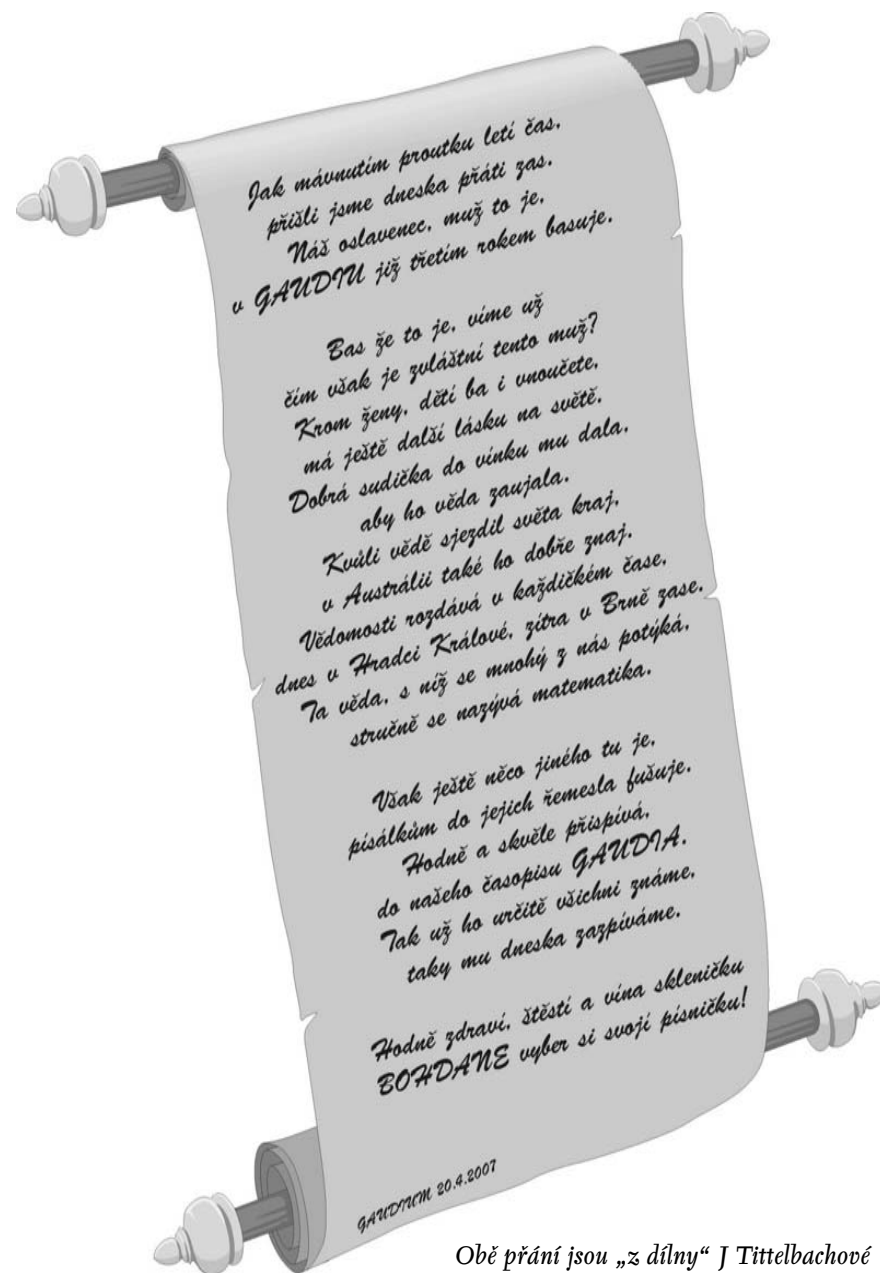 Jak mávnutím proutku letí čas,
přišli jsme dneska přáti zas.
Náš oslavenec, muž to je,
v GAUDIU již třetím rokem basuje.
Bas že to je, víme už
čím však je zvláštní tento muž?
Krom ženy, dětí ba i vnoučete,
má ještě další lásku na světě.
Dobrá sudička do vínku mu dala,
aby ho věda zaujala.
Kvůli vědě sjezdil světa kraj,
v Austrálii také ho dobře znaj.
Vědomosti rozdává v každičkém čase,
dnes v Hradci Králové, zítra v Brně zase.
Ta věda, s níž se mnohý z nás potýká,
stručně se nazývá matematika.
Však ještě něco jiného tu je,
písálkům do jejich řemesla fušuje.
Hodně a skvěle přispívá,
do našeho časopisu GAUDIA.
Tak už ho určitě všichni známe,
taky mu dneska zazpíváme.
Hodně zdraví, štěstí a vína skleničku
BOHDANE vyber si svojí písničku!
GAUDIUM 20.4.2007
Obě přání jsou „z dílny“ J Tittelbachové